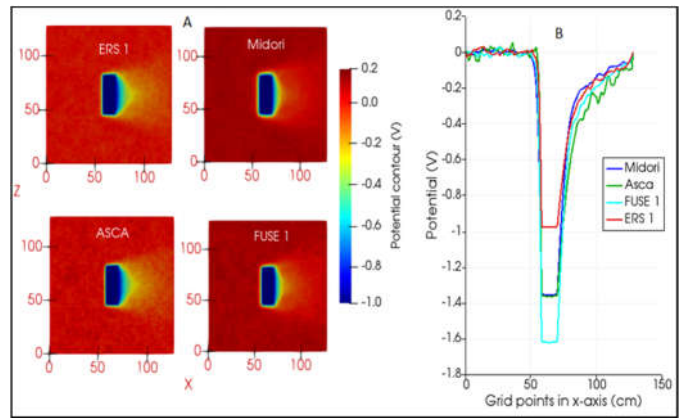 A
B
ERS 1
Midori
ASCA
FUSE 1
100
50
0
100
50
0
0
50
100
0
50
100
Z
X
0.2
0.0
-0.2
-0.4
-0.6
-0.8
-1.0
Potential contour (V)
0.2
0
-0.2
-0.4
-0.6
-0.8
-1
-1.2
-1.4
-1.6
-1.8
Potential (V)
Midori
Asca
FUSE 1
ERS 1
0 50 100 150
Grid points in x-axis (cm)